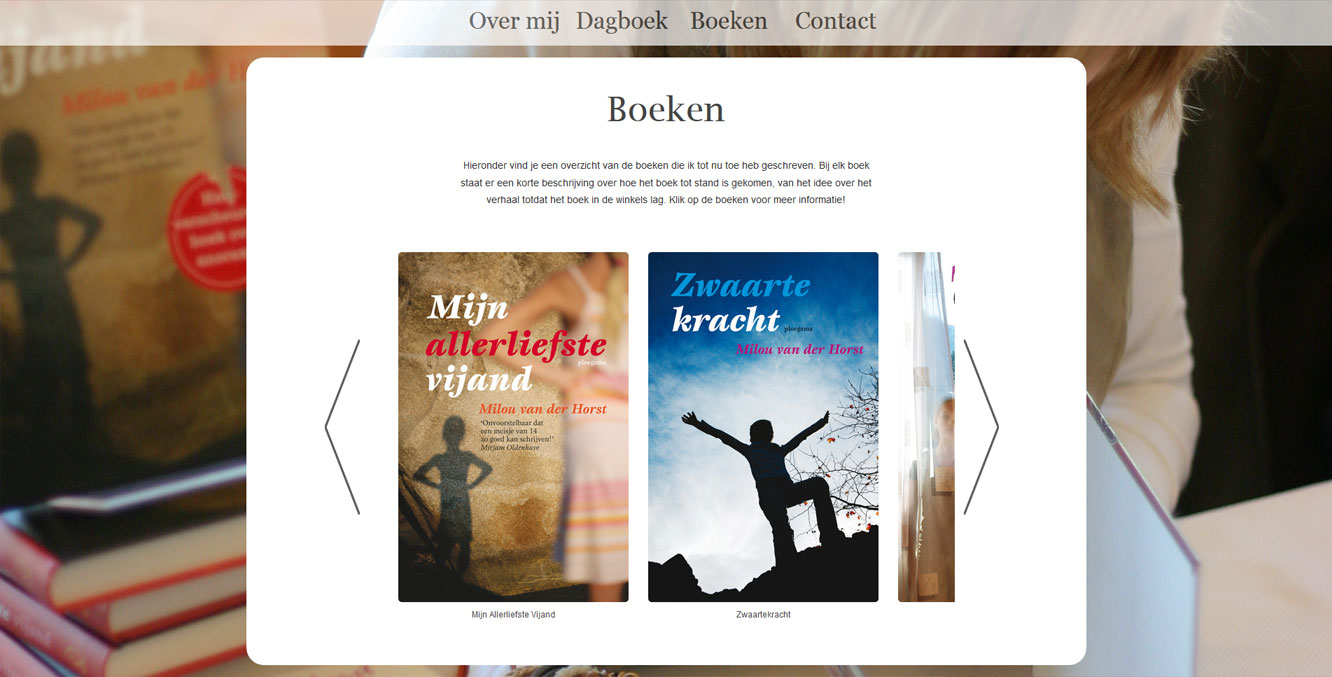 Over mij Dagboek Boeken Contact
vijand
Milou van der H
Boeken
Hieronder vind je een overzicht van de boeken die ik tot nu toe heb geschreven. Bij elk boek
staat er een korte beschrijving over hoe het boek tot stand is gekomen, van het idee over het
verhaal totdat het boek in de winkels lag. Klik op de boeken voor meer informatie!
Mijn
allerliefste
ploegsma
vijand
Milou van der Horst
'Onvoorstelbaar dat
een meisje van 14
zo goed kan schrijven!'
Mirjam Oldenhave
Zwaarte
kracht ploegsma
Milou van der Horst
Mijn Allerliefste Vijand
Zwaartekracht